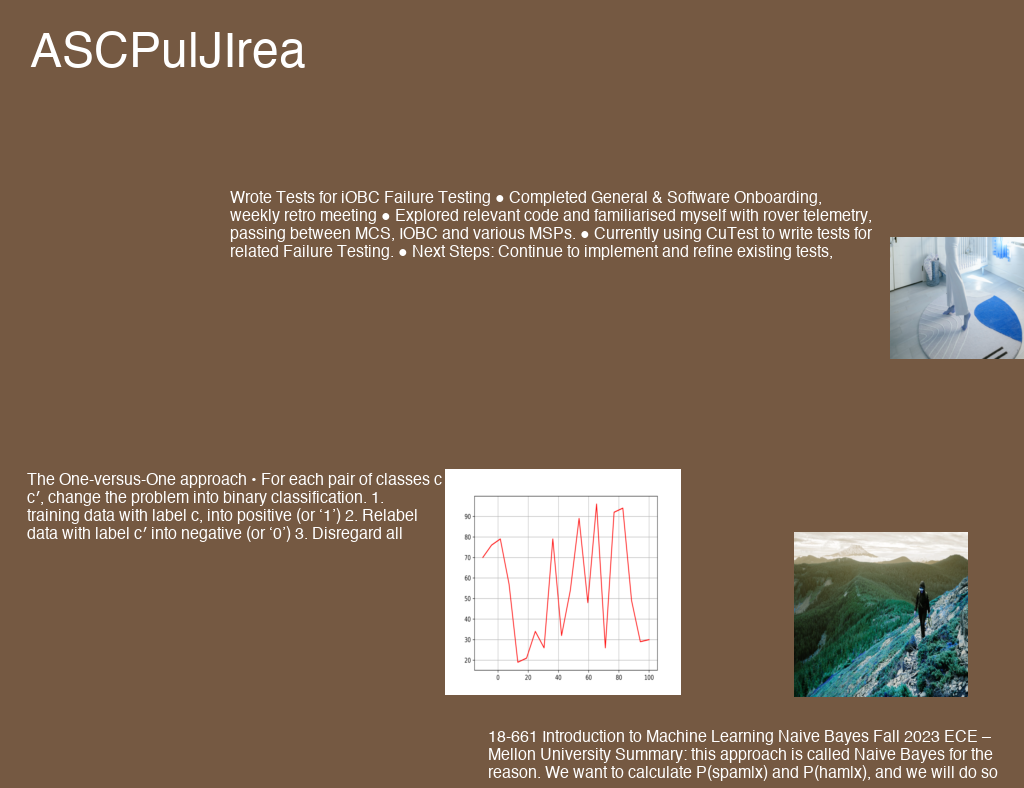 ASCPulJIrea
Wrote Tests for iOBC Failure Testing ● Completed General & Software Onboarding,
weekly retro meeting ● Explored relevant code and familiarised myself with rover telemetry,
passing between MCS, IOBC and various MSPs. ● Currently using CuTest to write tests for
related Failure Testing. ● Next Steps: Continue to implement and refine existing tests,
The One-versus-One approach • For each pair of classes c
c′, change the problem into binary classification. 1.
training data with label c, into positive (or ‘1’) 2. Relabel
data with label c′ into negative (or ‘0’) 3. Disregard all
90
80
70
60
50
40
30
20
0 20 40 60 80 100
18-661 Introduction to Machine Learning Naive Bayes Fall 2023 ECE –
Mellon University Summary: this approach is called Naive Bayes for the
reason. We want to calculate P(spam|x) and P(ham|x), and we will do so